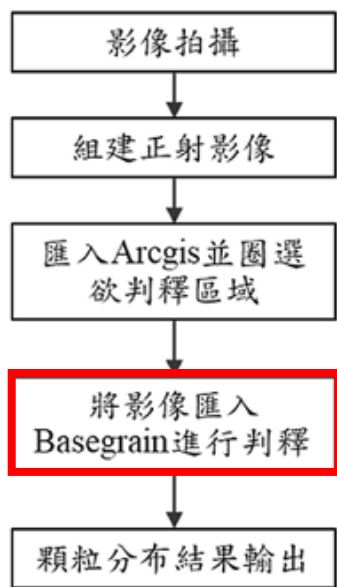 影像拍攝
組建正射影像
匯入Arcgis並圈選
欲判釋區域
將影像匯入
Basegrain進行判釋
顆粒分布結果輸出